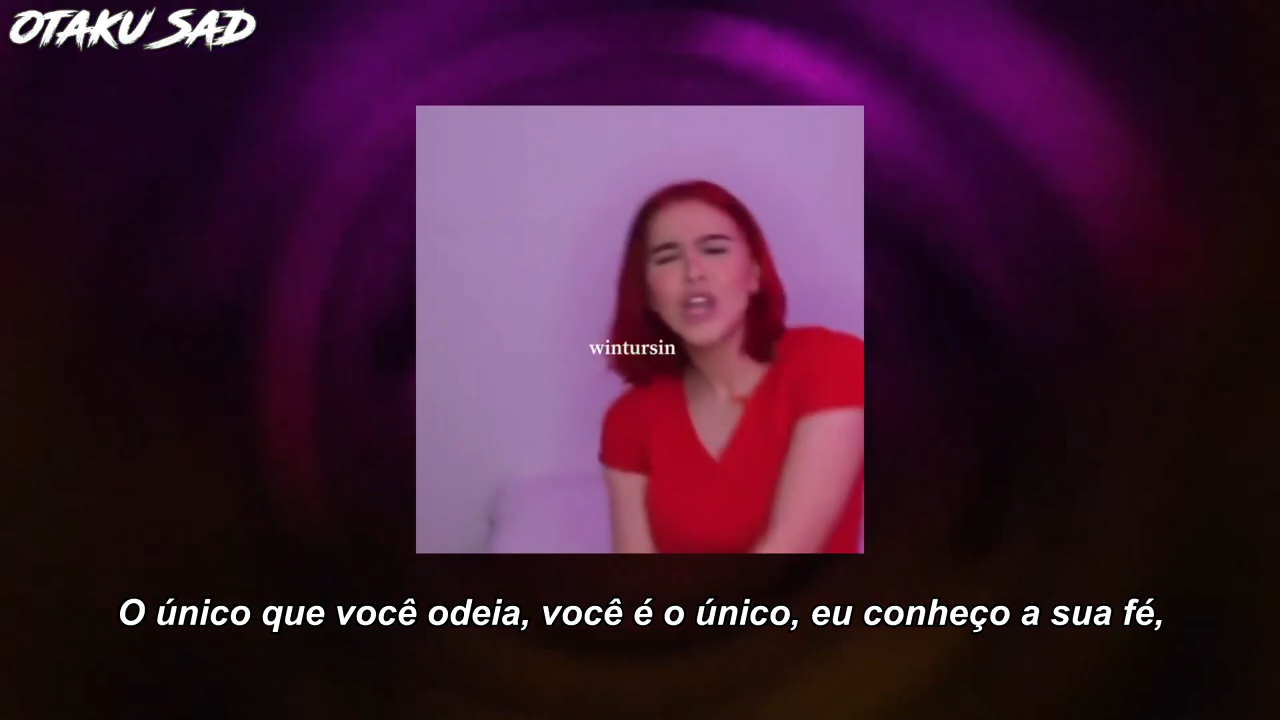 OTAKU SAD
wintursin
O único que você odeia, você é o único, eu conheço a sua fé,